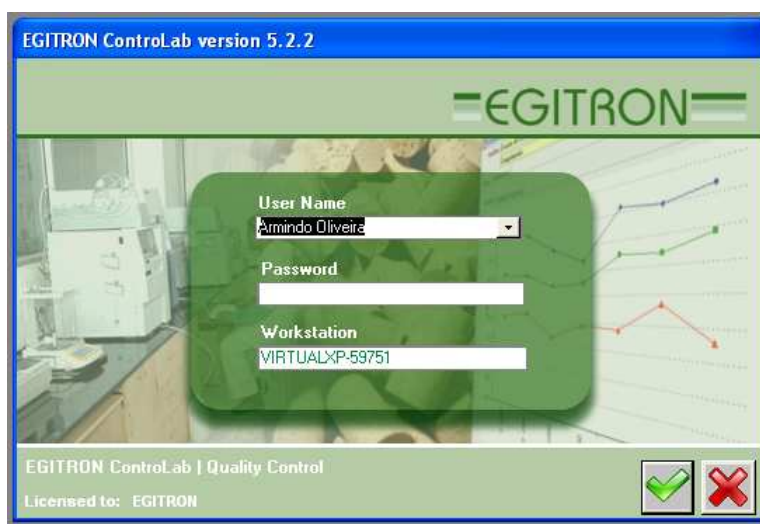 EGITRON ControLab version 5.2.2
EGITRON
User Name
Armindo Oliveira
Password
Workstation
VIRTUALXP-59751
EGITRON ControLab | Quality Control
Licensed to: EGITRON